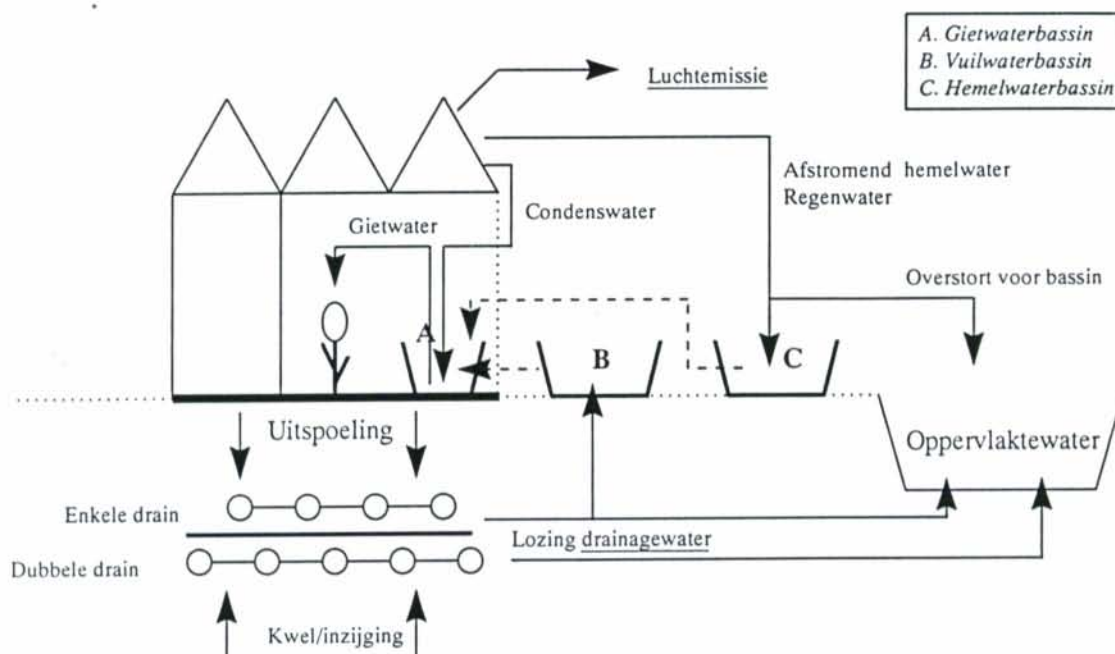 A. Gietwaterbassin
B. Vuilwaterbassin
C. Hemelwaterbassin
Luchtemissie
Afstromend hemelwater
Regenwater
Condenswater
Gietwater
Overstort voor bassin
A
B
C
Uitspoeling
Oppervlaktewater
Enkele drain
Lozing drainagewater
Dubbele drain
Kwel/inzijging